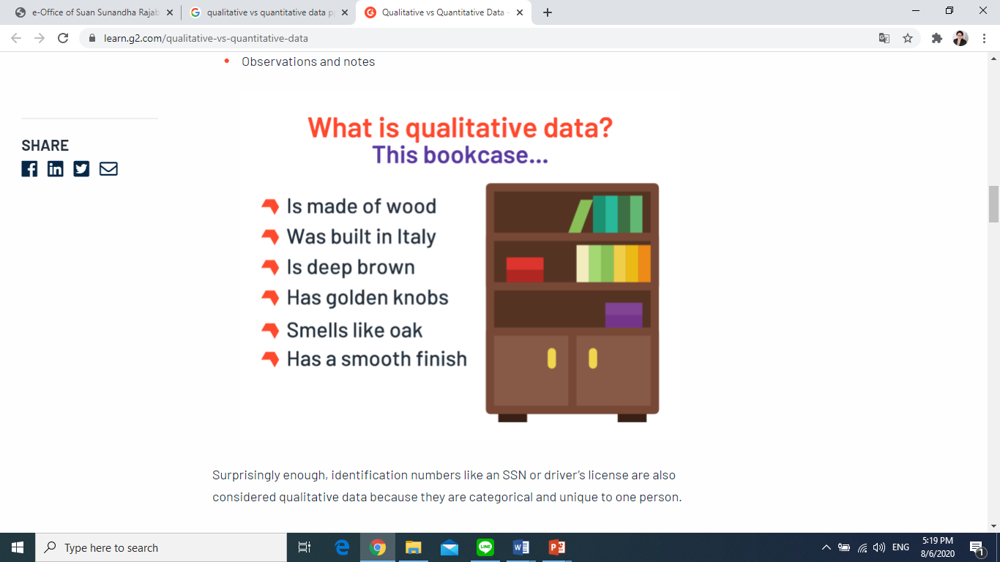 e-Office of Suan Sunandha Rajab
qualitative vs quantitative data pp
Qualitative vs Quantitative Data -
learn.g2.com/qualitative-vs-quantitative-data
Observations and notes
SHARE
What is qualitative data?
This bookcase...
Is made of wood
Was built in Italy
Is deep brown
Has golden knobs
Smells like oak
Has a smooth finish
Surprisingly enough, identification numbers like an SSN or driver's license are also
considered qualitative data because they are categorical and unique to one person.
Type here to search
ENG
5:19 PM
8/6/2020
1